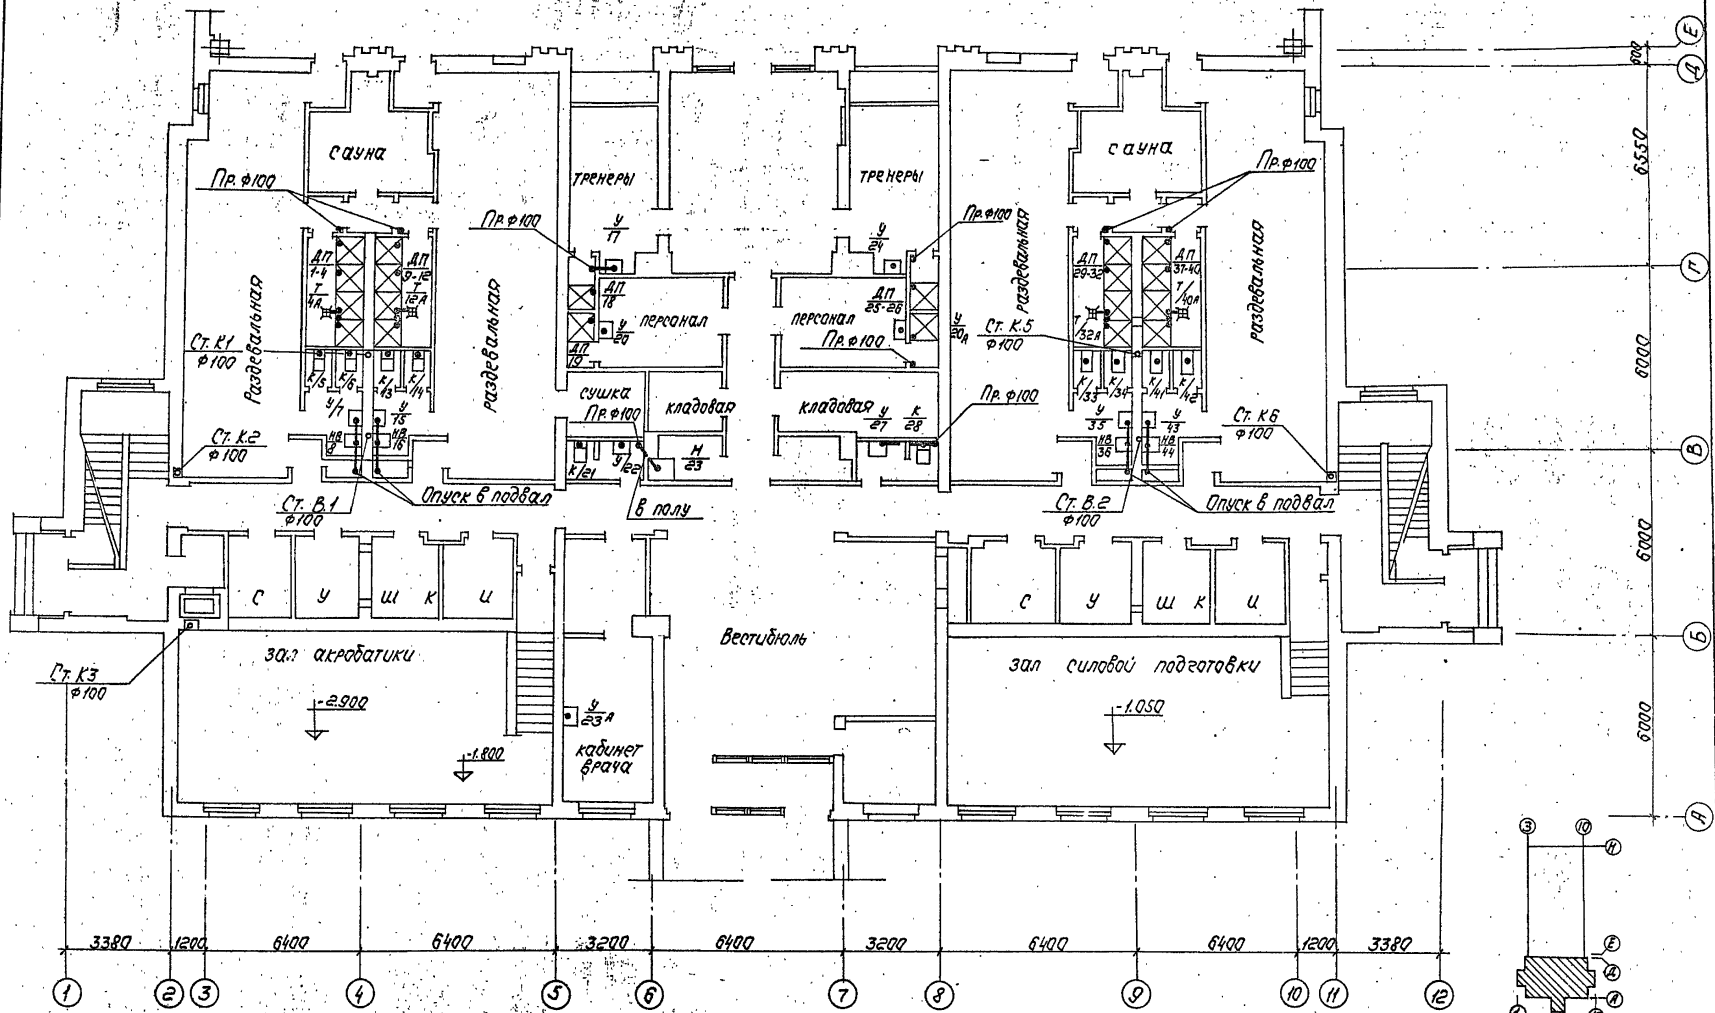 Е
600
Д
6550
Г
6000
В
6000
Б
6000
А
сауна
тренеры
тренеры
сауна
Пр.ф100
Пр.ф100
Пр.ф100
Пр.ф100
У
17
У
24
ДП
1-4
ДП
9-12
ДП
18
ДП
25-26
ДП
29-32
ДП
37-40
Т
4А
Т
12А
Т/
32А
Т
/40А
раздевальная
раздевальная
раздевальная
раздевальная
Ст. К1
ф100
персонал
персонал
У
20
У
20А
ДП
19
Ст. К.5
ф100
Пр.ф100
К/5
К/6
К/13
К/14
К/33
К/34
К/41
К/42
сушка
Пр.ф100
кладовая
кладовая
У
27
К
28
Пр.ф100
У/7
У
15
НВ
8
НВ
16
У
35
У
43
НВ
36
НВ
44
Ст. К.2
ф100
Ст. К6
ф100
К/21
У/22
М
23
Ст. В.1
ф100
Опуск в подвал
в полу
Ст. В.2
ф100
Опуск в подвал
С У Ш К И
С У Ш К И
Вестибюль
зал акробатики
зал силовой подготовки
Ст. К3
ф100
-2.900
-1.800
-1.050
У
23А
кабинет
врача
3 10
И
Е
Д
А
3380 1200 6400 6400 3200 6400 3200 6400 6400 1200 3380
1 2 3 4 5 6 7 8 9 10 11 12